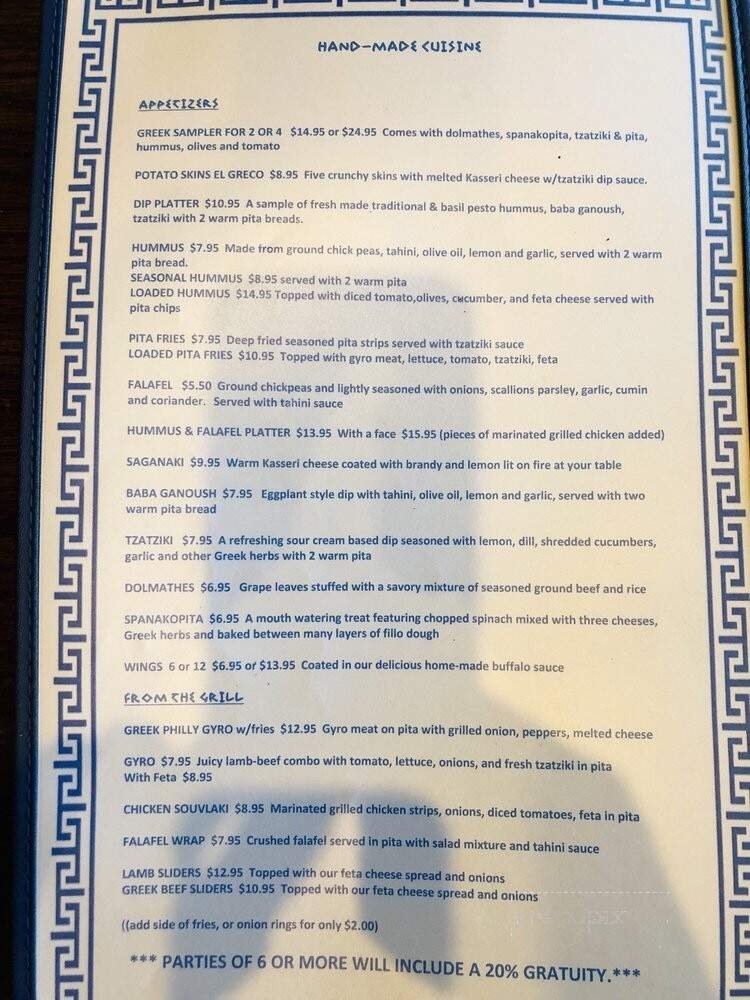 HAND-MADE CUISINE
APPETIZERS
GREEK SAMPLER FOR 2 OR 4 $14.95 or $24.95 Comes with dolmathes, spanakopita, tzatziki & pita,
hummus, olives and tomato
POTATO SKINS EL GRECO $8.95 Five crunchy skins with melted Kasseri cheese w/tzatziki dip sauce.
DIP PLATTER $10.95 A sample of fresh made traditional & basil pesto hummus, baba ganoush,
tzatziki with 2 warm pita breads.
HUMMUS $7.95 Made from ground chick peas, tahini, olive oil, lemon and garlic, served with 2 warm
pita bread.
SEASONAL HUMMUS $8.95 served with 2 warm pita
LOADED HUMMUS $14.95 Topped with diced tomato,olives, cucumber, and feta cheese served with
pita chips
PITA FRIES $7.95 Deep fried seasoned pita strips served with tzatziki sauce
LOADED PITA FRIES $10.95 Topped with gyro meat, lettuce, tomato, tzatziki, feta
FALAFEL $5.50 Ground chickpeas and lightly seasoned with onions, scallions parsley, garlic, cumin
and coriander. Served with tahini sauce
HUMMUS & FALAFEL PLATTER $13.95 With a face $15.95 (pieces of marinated grilled chicken added)
SAGANAKI $9.95 Warm Kasseri cheese coated with brandy and lemon lit on fire at your table
BABA GANOUSH $7.95 Eggplant style dip with tahini, olive oil, lemon and garlic, served with two
warm pita bread
TZATZIKI $7.95 A refreshing sour cream based dip seasoned with lemon, dill, shredded cucumbers,
garlic and other Greek herbs with 2 warm pita
DOLMATHES $6.95 Grape leaves stuffed with a savory mixture of seasoned ground beef and rice
SPANAKOPITA $6.95 A mouth watering treat featuring chopped spinach mixed with three cheeses,
Greek herbs and baked between many layers of fillo dough
WINGS 6 or 12 $6.95 or $13.95 Coated in our delicious home-made buffalo sauce
FROM THE GRILL
GREEK PHILLY GYRO w/fries $12.95 Gyro meat on pita with grilled onion, peppers, melted cheese
GYRO $7.95 Juicy lamb-beef combo with tomato, lettuce, onions, and fresh tzatziki in pita
With Feta $8.95
CHICKEN SOUVLAKI $8.95 Marinated grilled chicken strips, onions, diced tomatoes, feta in pita
FALAFEL WRAP $7.95 Crushed falafel served in pita with salad mixture and tahini sauce
LAMB SLIDERS $12.95 Topped with our feta cheese spread and onions
GREEK BEEF SLIDERS $10.95 Topped with our feta cheese spread and onions
((add side of fries, or onion rings for only $2.00)
*** PARTIES OF 6 OR MORE WILL INCLUDE A 20% GRATUITY.***